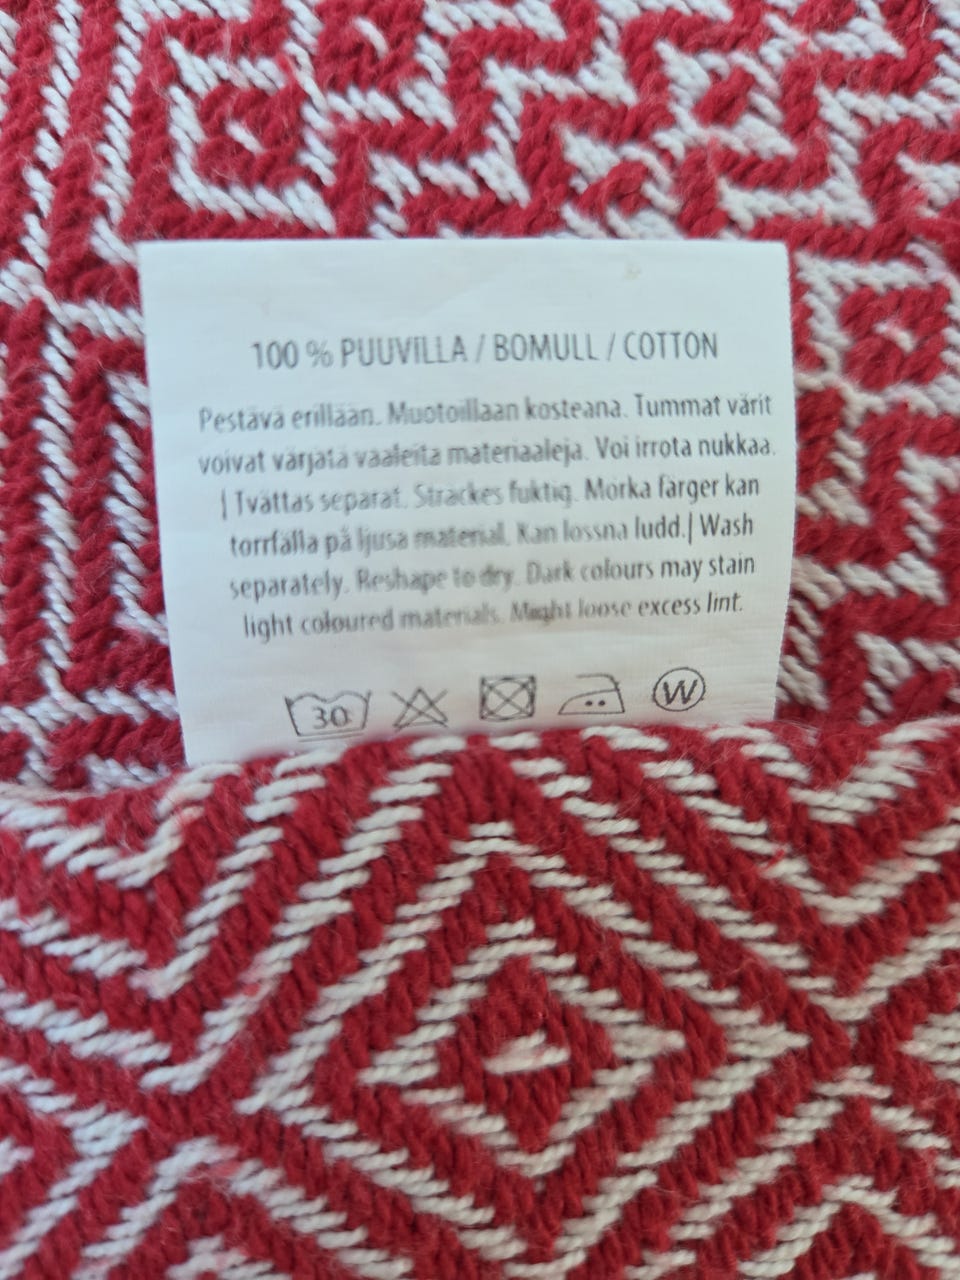 100 % PUUVILLA / BOMULL / COTTON
Pestävä erillään. Muotoillaan kosteana. Tummat värit
voivat värjätä vaaleita materiaaleja. Voi irrota nukkaa.
| Tvättas separat. Sträckes fuktig. Mörka färger kan
torrfälla på ljusa material. Kan lossna ludd.| Wash
separately. Reshape to dry. Dark colours may stain
light coloured materials. Might loose excess lint.
30 W